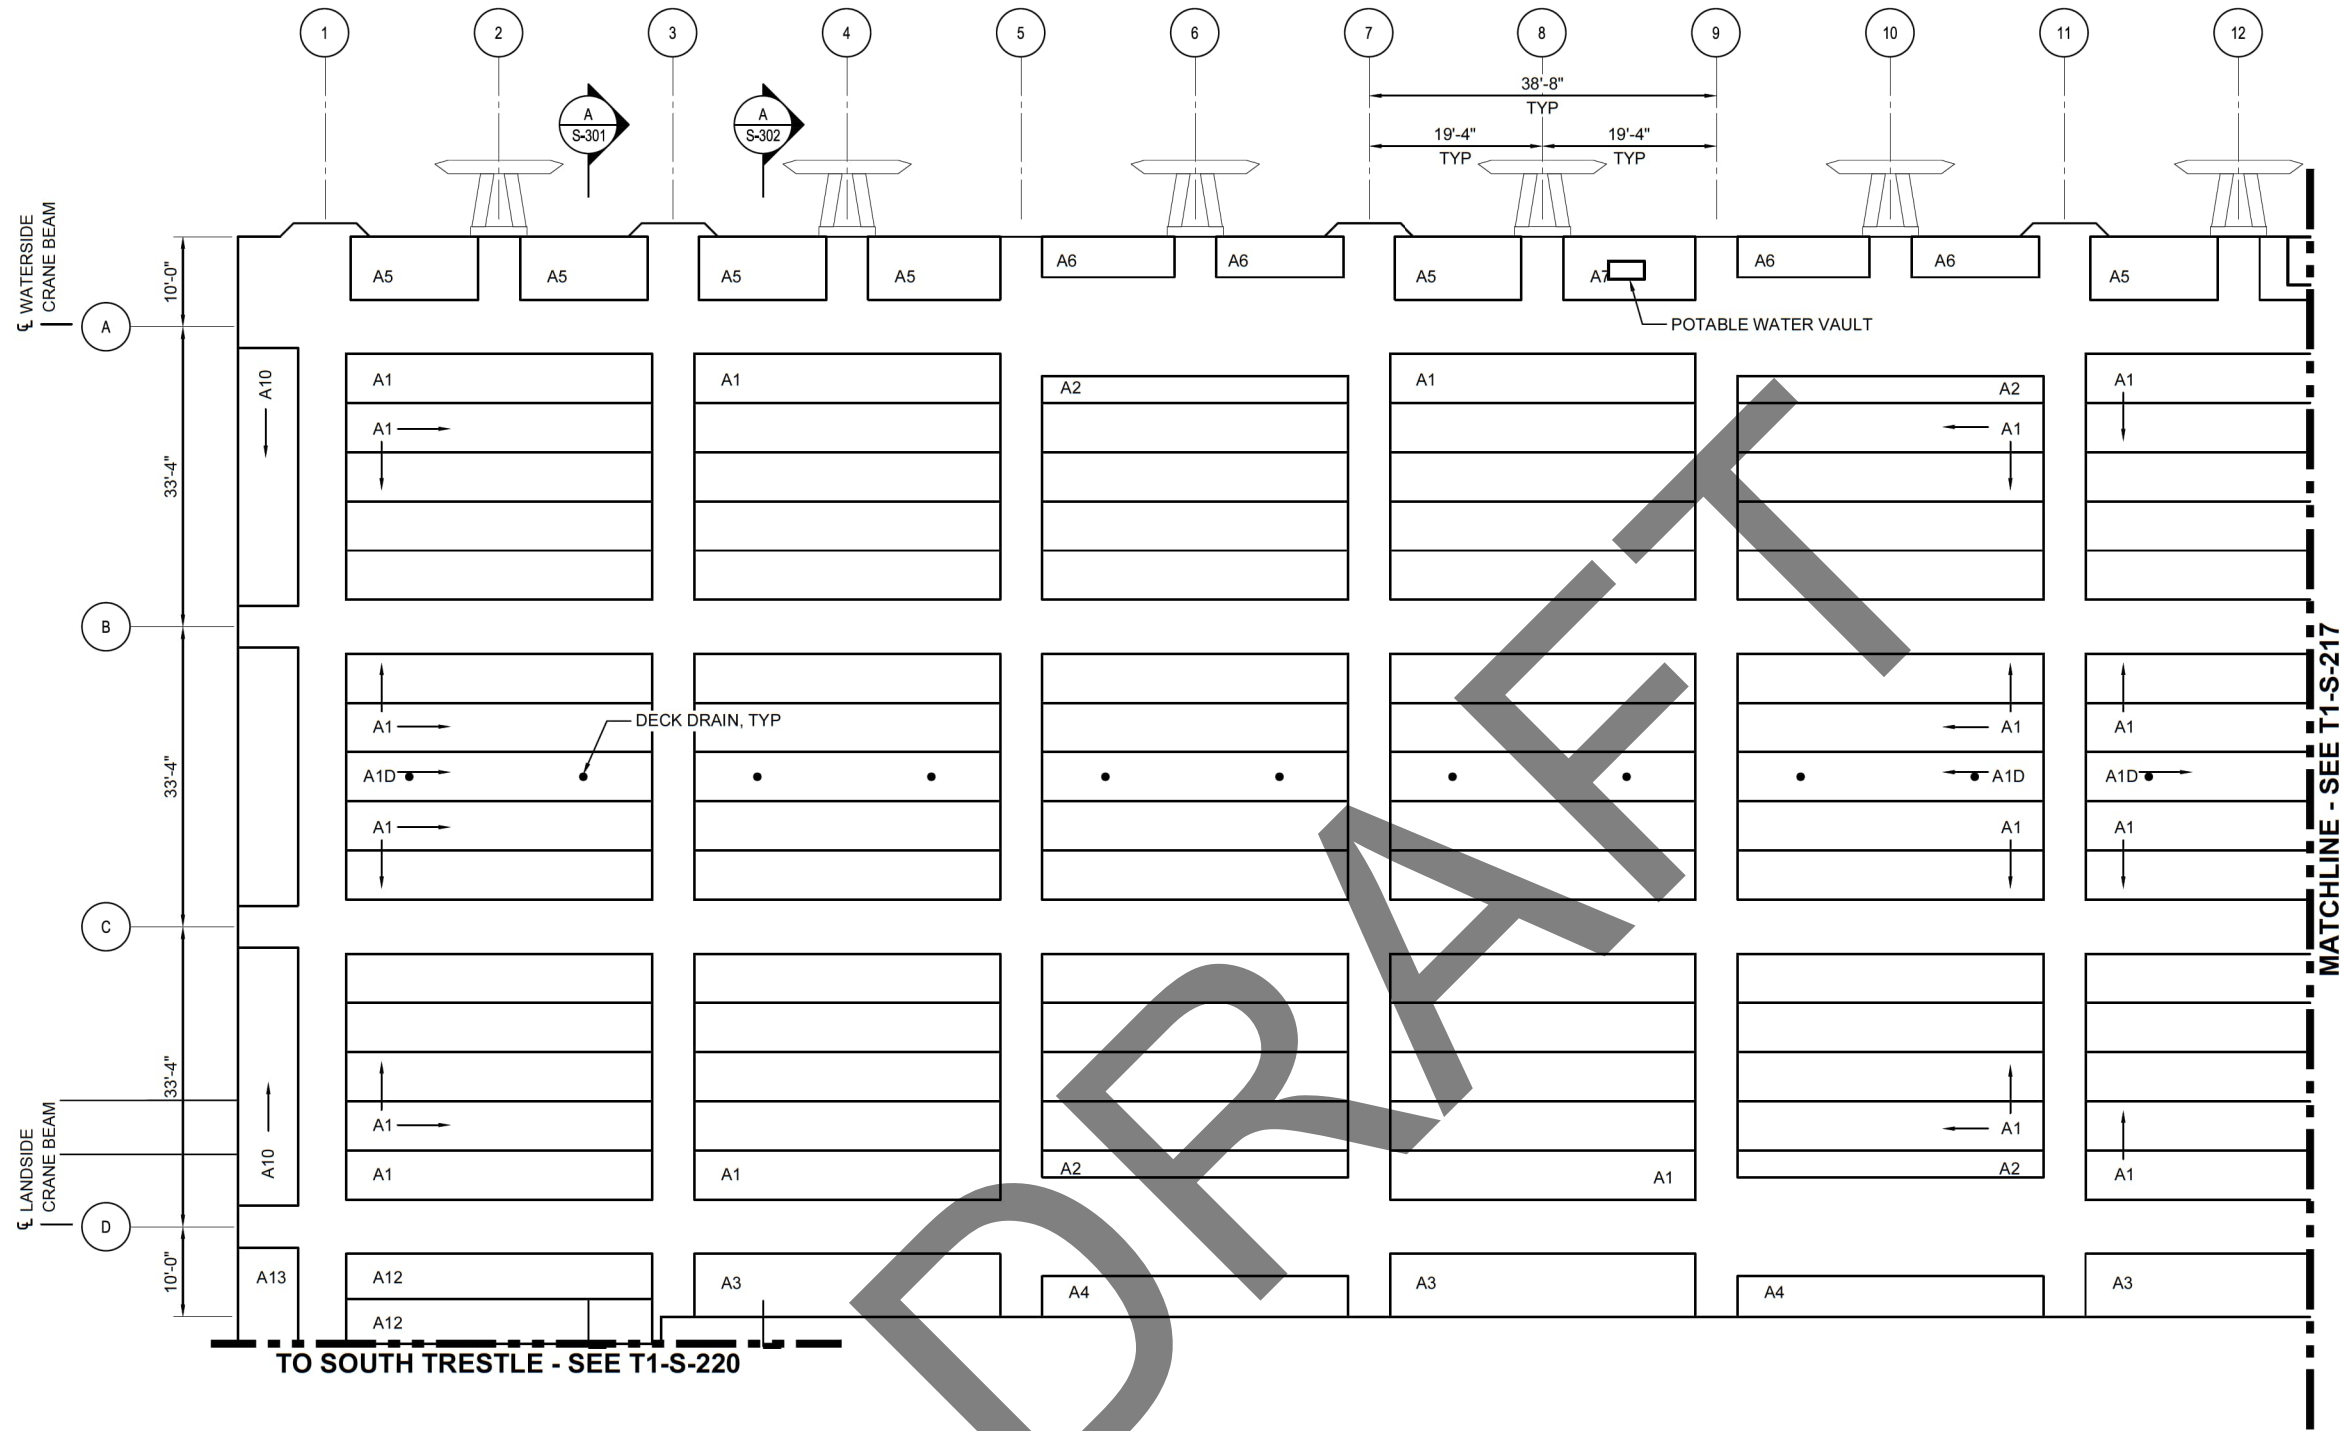 1 2 3 4 5 6 7 8 9 10 11 12
38'-8"
TYP
19'-4" 19'-4"
TYP TYP
A
S-301
A
S-302
℄ WATERSIDE
CRANE BEAM
10'-0"
A5 A5 A5 A5 A6 A6 A5 A7 A6 A6 A5
POTABLE WATER VAULT
A
A10
A1 A1 A2 A1 A2 A1
A1 A1
33'-4"
B
A1 A1 A1
DECK DRAIN, TYP
A1D A1D A1D
33'-4"
A1 A1 A1
C
33'-4"
A1 A1
A10
A1 A1 A2 A1 A2 A1
℄ LANDSIDE
CRANE BEAM
D
10'-0"
A13 A12 A3 A4 A3 A4 A3
A12
TO SOUTH TRESTLE - SEE T1-S-220
MATCHLINE - SEE T1-S-217
DRAFT